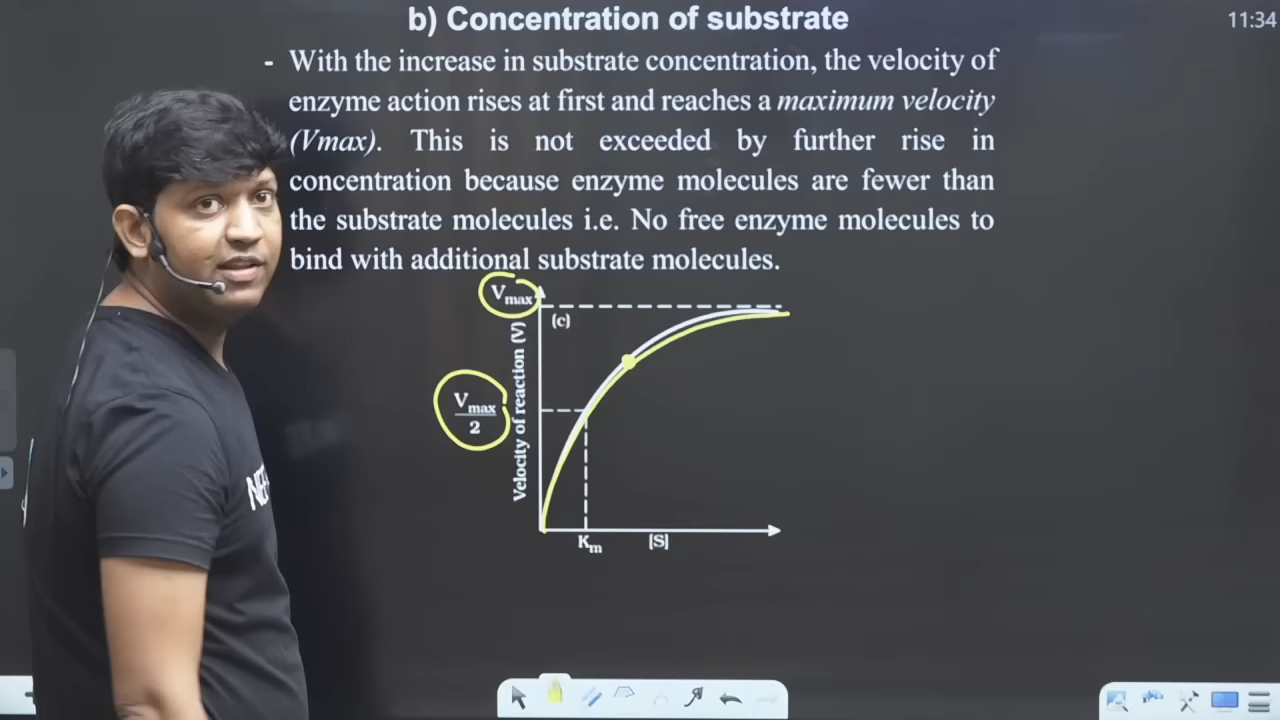 b) Concentration of substrate
11:34
- With the increase in substrate concentration, the velocity of
enzyme action rises at first and reaches a maximum velocity
(Vmax). This is not exceeded by further rise in
concentration because enzyme molecules are fewer than
the substrate molecules i.e. No free enzyme molecules to
bind with additional substrate molecules.
Vmax
(c)
Velocity of reaction (V)
Vmax
2
Km
[S]